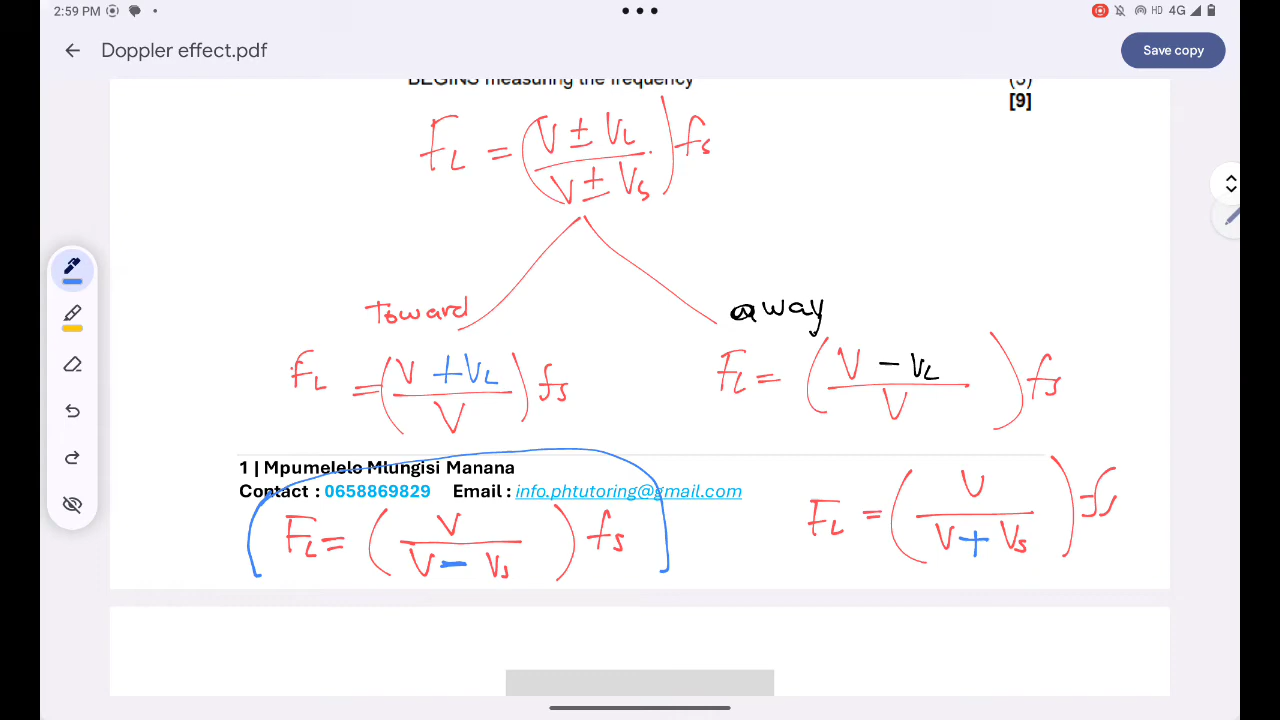 2:59 PM HD 4G
Doppler effect.pdf
Save copy
BEGINS measuring the frequency (3)
[9]
FL = (V ± VL / V ± Vs) fs
Toward
away
FL = (V + VL / V) fs
FL = (V - VL / V) fs
1 | Mpumelelo Mlungisi Manana
Contact : 0658869829 Email : info.phtutoring@gmail.com
FL = (V / V - Vs) fs
FL = (V / V + Vs) fs